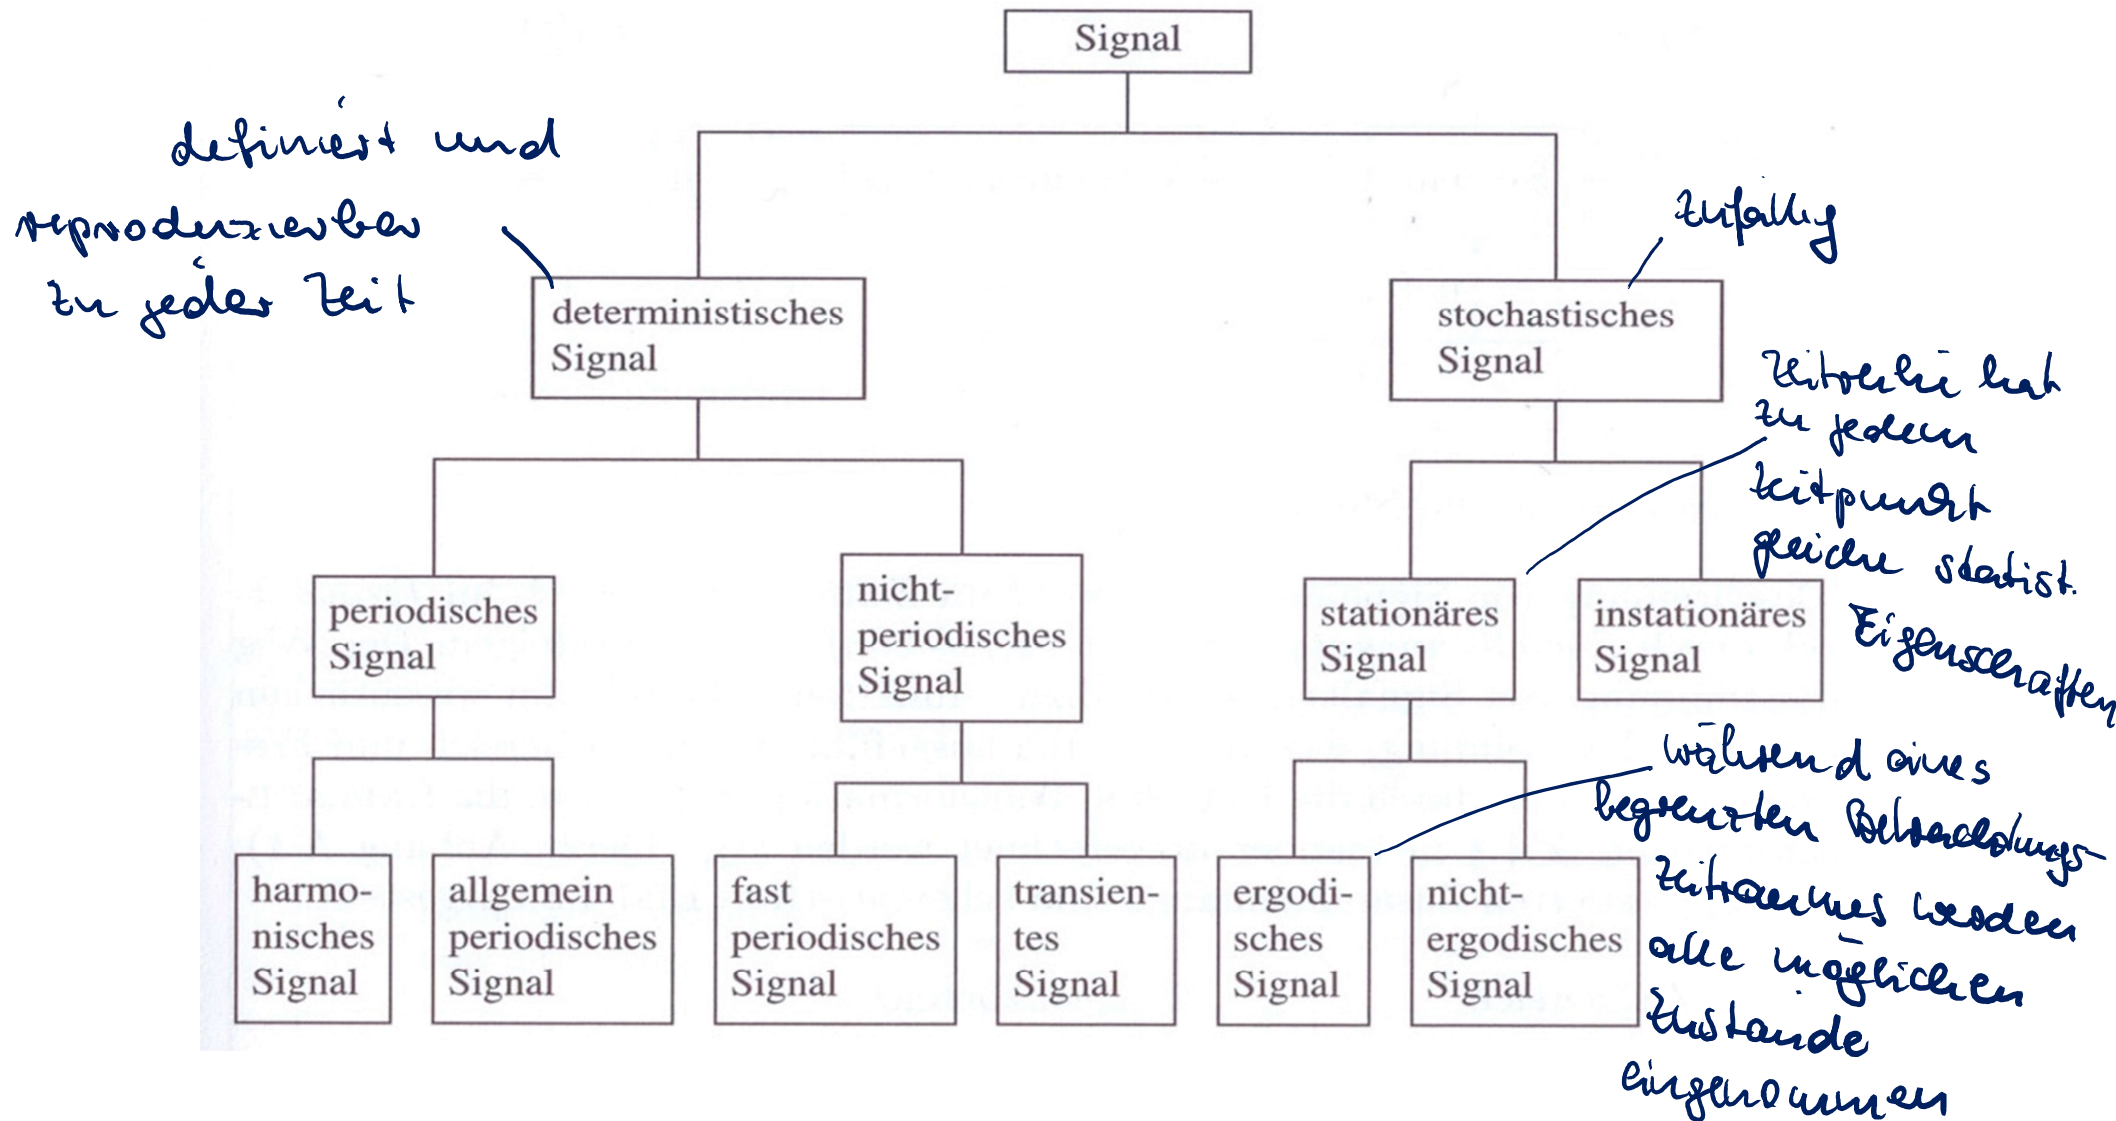 Signal
definiert und
reproduzierbar
zu jeder Zeit
zufällig
deterministisches
Signal
stochastisches
Signal
Zeitreihe hat
zu jedem
Zeitpunkt
gleiche statist.
Eigenschaften
periodisches
Signal
nicht-
periodisches
Signal
stationäres
Signal
instationäres
Signal
während eines
begrenzten Betrachtungs-
zeitraumes werden
alle möglichen
Zustände
eingenommen
harmo-
nisches
Signal
allgemein
periodisches
Signal
fast
periodisches
Signal
transien-
tes
Signal
ergodi-
sches
Signal
nicht-
ergodisches
Signal